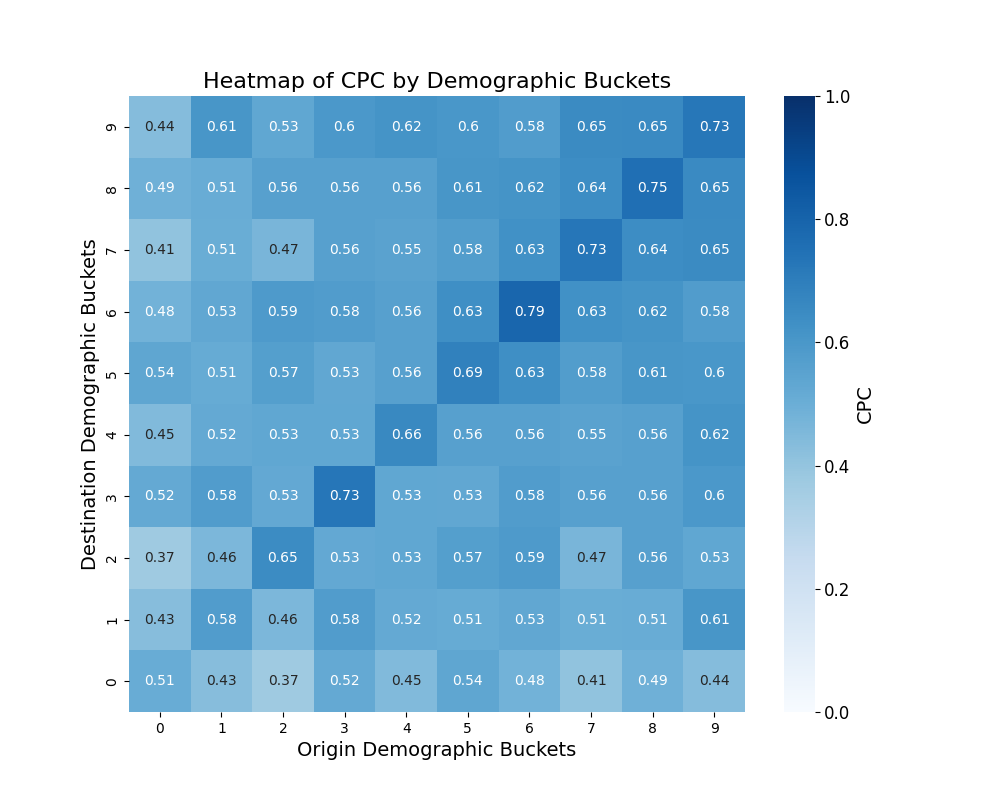 Heatmap of CPC by Demographic Buckets
9 0.44 0.61 0.53 0.6 0.62 0.6 0.58 0.65 0.65 0.73
8 0.49 0.51 0.56 0.56 0.56 0.61 0.62 0.64 0.75 0.65
7 0.41 0.51 0.47 0.56 0.55 0.58 0.63 0.73 0.64 0.65
6 0.48 0.53 0.59 0.58 0.56 0.63 0.79 0.63 0.62 0.58
5 0.54 0.51 0.57 0.53 0.56 0.69 0.63 0.58 0.61 0.6
4 0.45 0.52 0.53 0.53 0.66 0.56 0.56 0.55 0.56 0.62
3 0.52 0.58 0.53 0.73 0.53 0.53 0.58 0.56 0.56 0.6
2 0.37 0.46 0.65 0.53 0.53 0.57 0.59 0.47 0.56 0.53
1 0.43 0.58 0.46 0.58 0.52 0.51 0.53 0.51 0.51 0.61
0 0.51 0.43 0.37 0.52 0.45 0.54 0.48 0.41 0.49 0.44
0 1 2 3 4 5 6 7 8 9
Origin Demographic Buckets
Destination Demographic Buckets
1.0
0.8
0.6
0.4
0.2
0.0
CPC